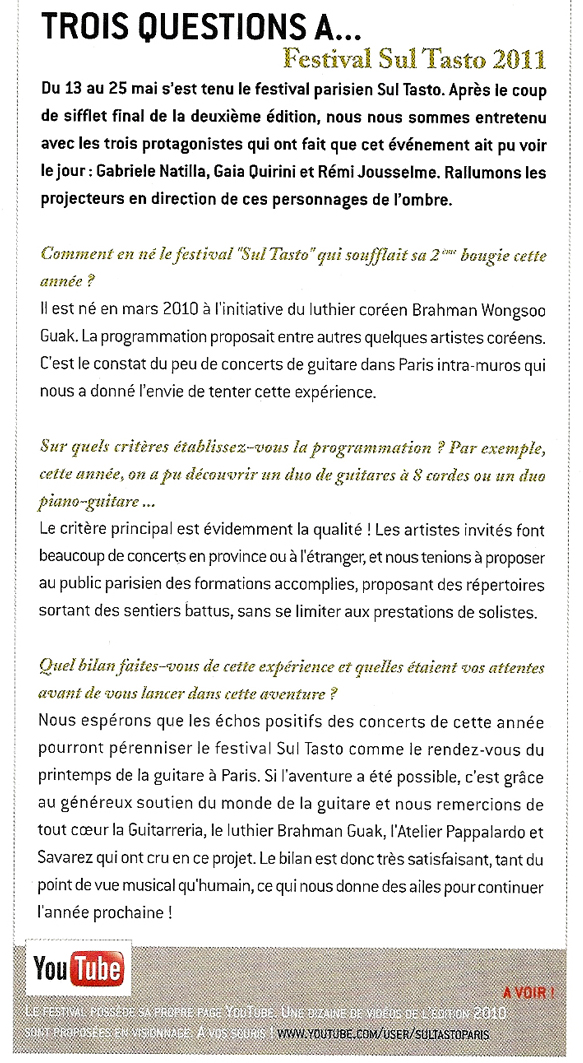 TROIS QUESTIONS A...
Festival Sul Tasto 2011
Du 13 au 25 mai s'est tenu le festival parisien Sul Tasto. Après le coup
de sifflet final de la deuxième édition, nous nous sommes entretenu
avec les trois protagonistes qui ont fait que cet événement ait pu voir
le jour : Gabriele Natilla, Gaia Quirini et Rémi Jousselme. Rallumons les
projecteurs en direction de ces personnages de l'ombre.
Comment en né le festival "Sul Tasto" qui soufflait sa 2ème bougie cette
année ?
Il est né en mars 2010 à l'initiative du luthier coréen Brahman Wongsoo
Guak. La programmation proposait entre autres quelques artistes coréens.
C'est le constat du peu de concerts de guitare dans Paris intra-muros qui
nous a donné l'envie de tenter cette expérience.
Sur quels critères établissez-vous la programmation ? Par exemple,
cette année, on a pu découvrir un duo de guitares à 8 cordes ou un duo
piano-guitare ...
Le critère principal est évidemment la qualité ! Les artistes invités font
beaucoup de concerts en province ou à l'étranger, et nous tenions à proposer
au public parisien des formations accomplies, proposant des répertoires
sortant des sentiers battus, sans se limiter aux prestations de solistes.
Quel bilan faites-vous de cette expérience et quelles étaient vos attentes
avant de vous lancer dans cette aventure ?
Nous espérons que les échos positifs des concerts de cette année
pourront pérenniser le festival Sul Tasto comme le rendez-vous du
printemps de la guitare à Paris. Si l'aventure a été possible, c'est grâce
au généreux soutien du monde de la guitare et nous remercions de
tout cœur la Guitarreria, le luthier Brahman Guak, l'Atelier Pappalardo et
Savarez qui ont cru en ce projet. Le bilan est donc très satisfaisant, tant du
point de vue musical qu'humain, ce qui nous donne des ailes pour continuer
l'année prochaine !
YouTube
A VOIR !
LE FESTIVAL POSSÈDE SA PROPRE PAGE YOUTUBE. UNE DIZAINE DE VIDÉOS DE L'ÉDITION 2010
SONT PROPOSÉES EN VISIONNAGE. A VOS SOURIS ! WWW.YOUTUBE.COM/USER/SULTASTOPARIS